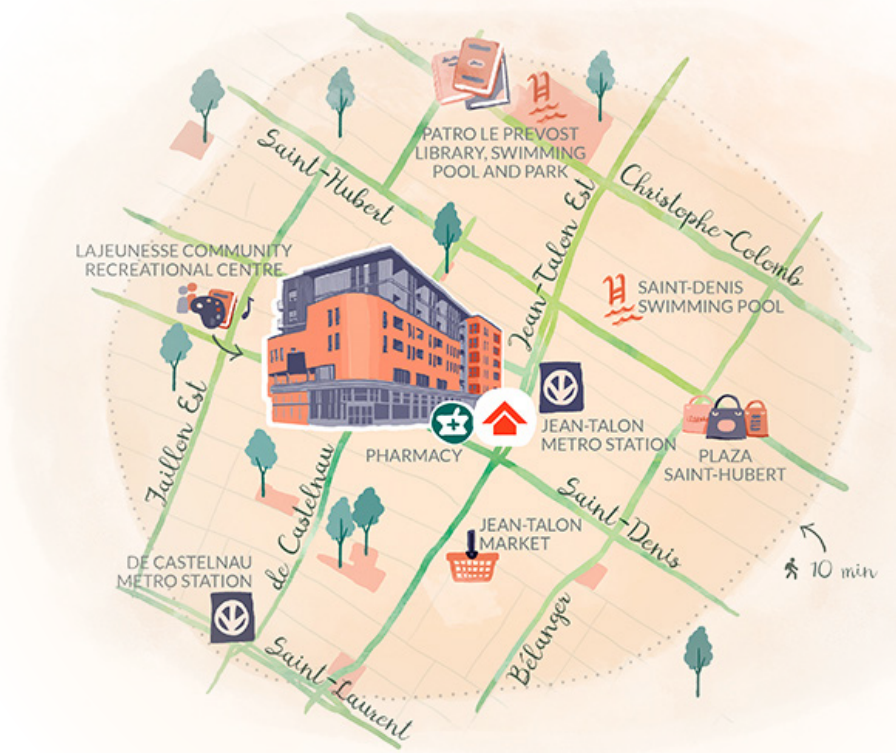 PATRO LE PREVOST
LIBRARY, SWIMMING
POOL AND PARK
Saint-Hubert
Christophe-Colomb
Jean-Talon Est
LAJEUNESSE COMMUNITY
RECREATIONAL CENTRE
SAINT-DENIS
SWIMMING POOL
JEAN-TALON
METRO STATION
PHARMACY
PLAZA
SAINT-HUBERT
Faillon Est
de Castelnau
Saint-Denis
JEAN-TALON
MARKET
DE CASTELNAU
METRO STATION
10 min
Bélanger
Saint-Laurent